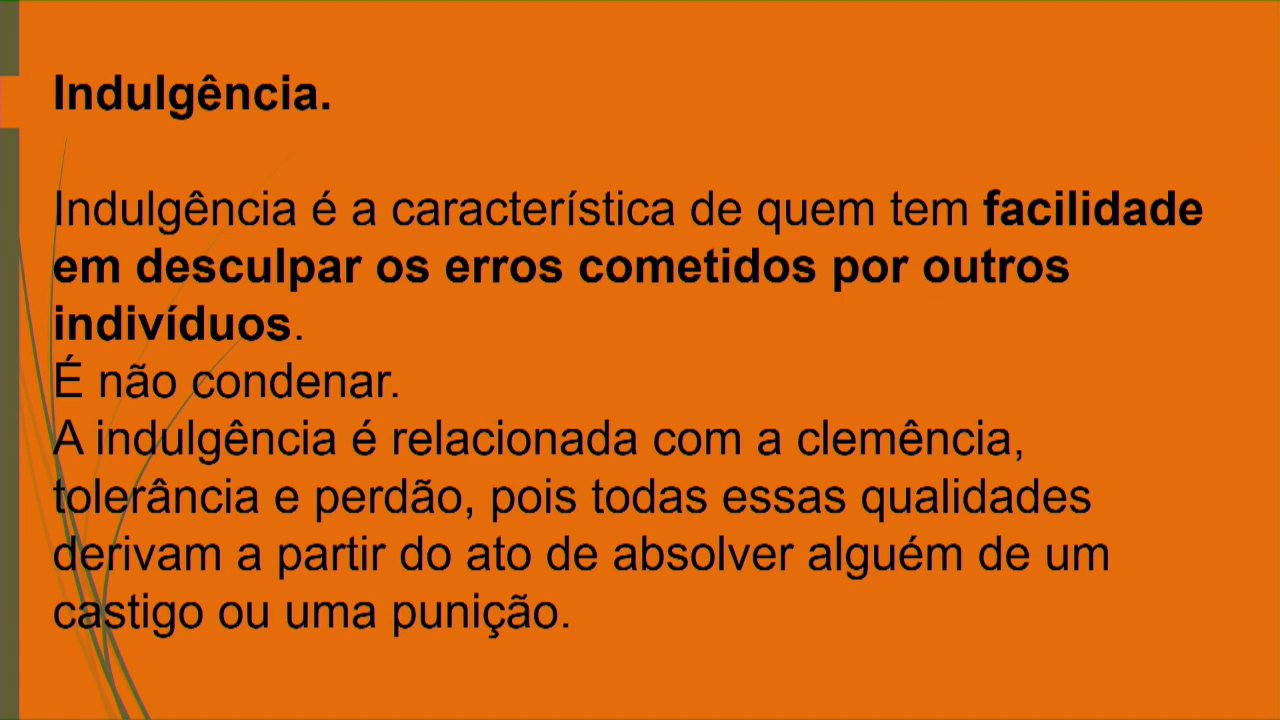 Indulgência.
Indulgência é a característica de quem tem facilidade
em desculpar os erros cometidos por outros
indivíduos.
É não condenar.
A indulgência é relacionada com a clemência,
tolerância e perdão, pois todas essas qualidades
derivam a partir do ato de absolver alguém de um
castigo ou uma punição.